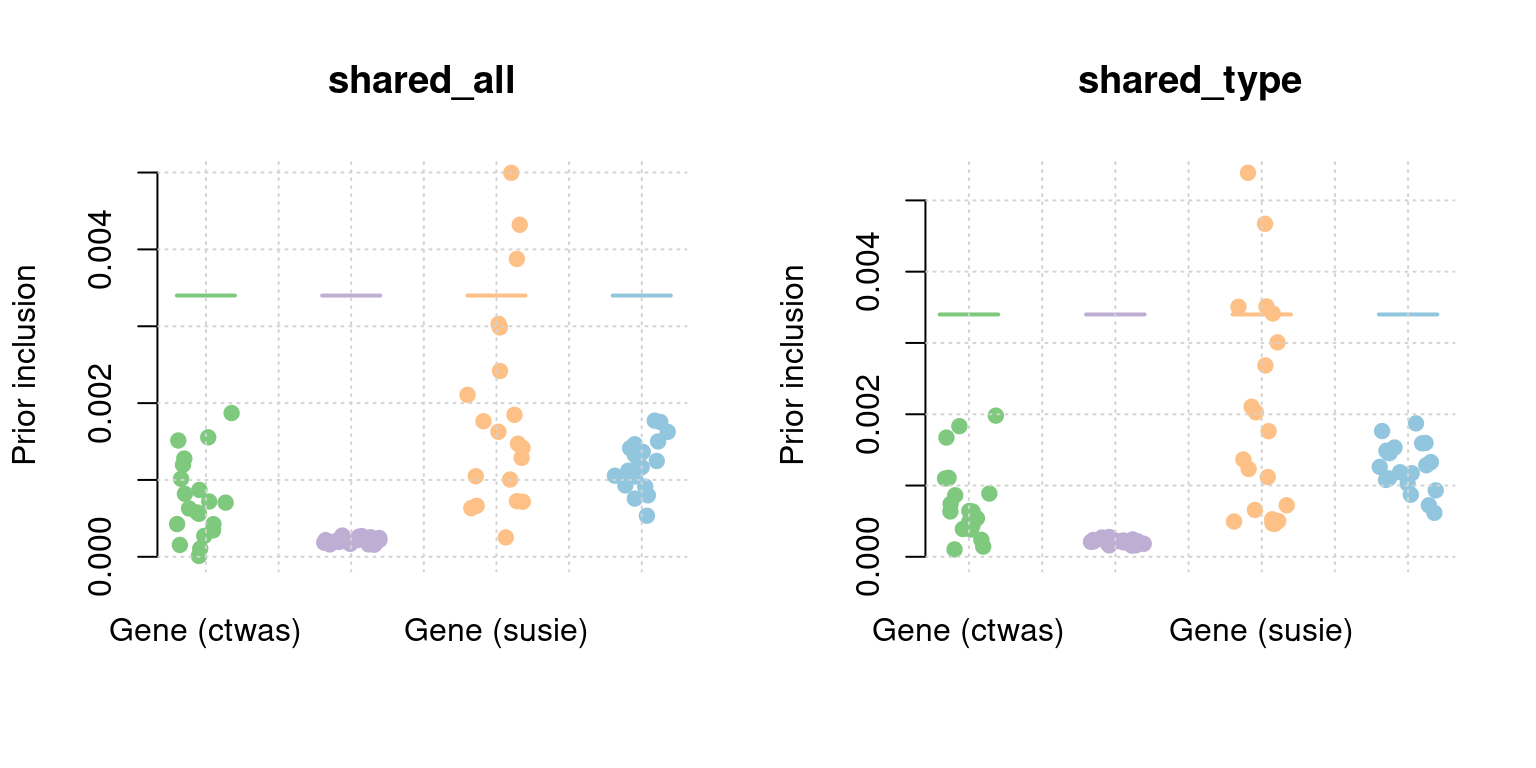 shared_all
Prior inclusion
0.004
0.002
0.000
Gene (ctwas)
Gene (susie)
shared_type
Prior inclusion
0.004
0.002
0.000
Gene (ctwas)
Gene (susie)